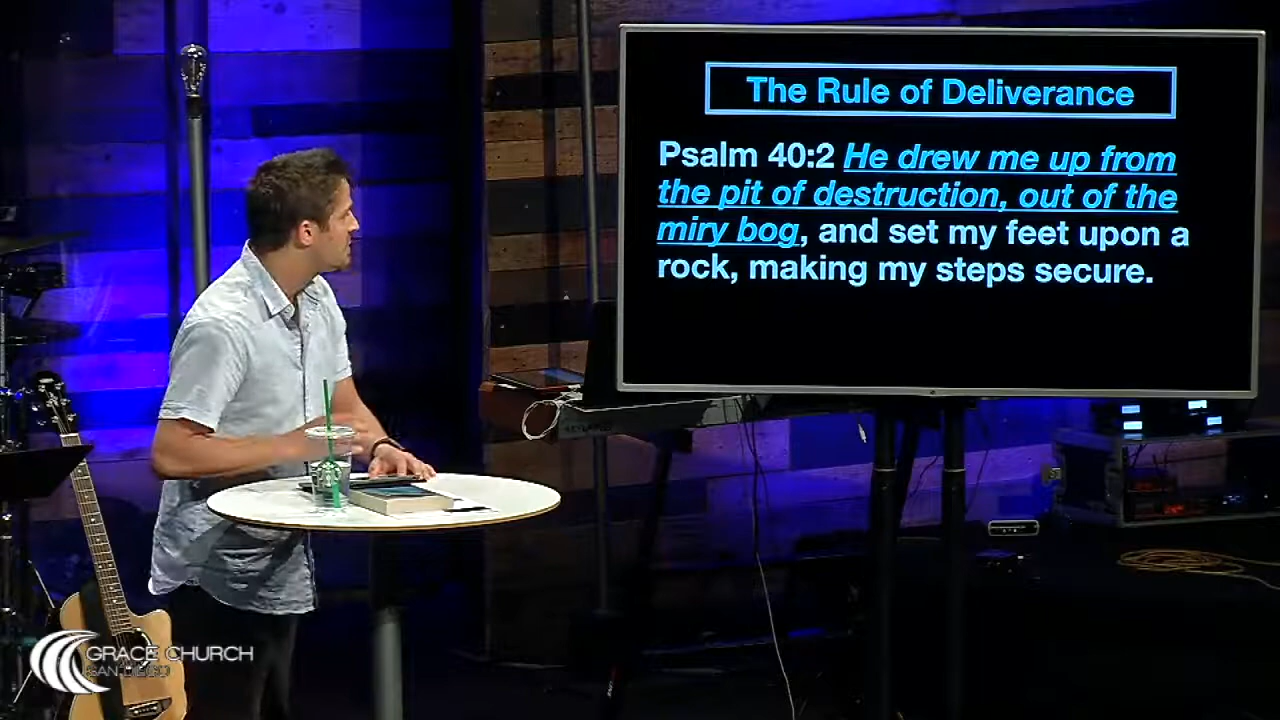 The Rule of Deliverance
Psalm 40:2 He drew me up from
the pit of destruction, out of the
miry bog, and set my feet upon a
rock, making my steps secure.
GRACE CHURCH
SAN DIEGO